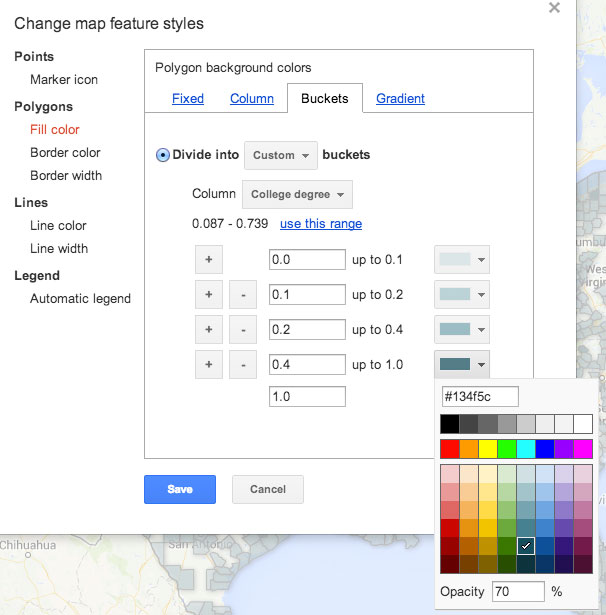 Change map feature styles
Points
Marker icon
Polygons
Fill color
Border color
Border width
Lines
Line color
Line width
Legend
Automatic legend
Polygon background colors
Fixed Column Buckets Gradient
Divide into Custom buckets
Column College degree
0.087 - 0.739 use this range
+ 0.0 up to 0.1
+ - 0.1 up to 0.2
+ - 0.2 up to 0.4
+ - 0.4 up to 1.0
1.0
#134f5c
Opacity 70 %
Save Cancel
Chihuahua
San Antonio